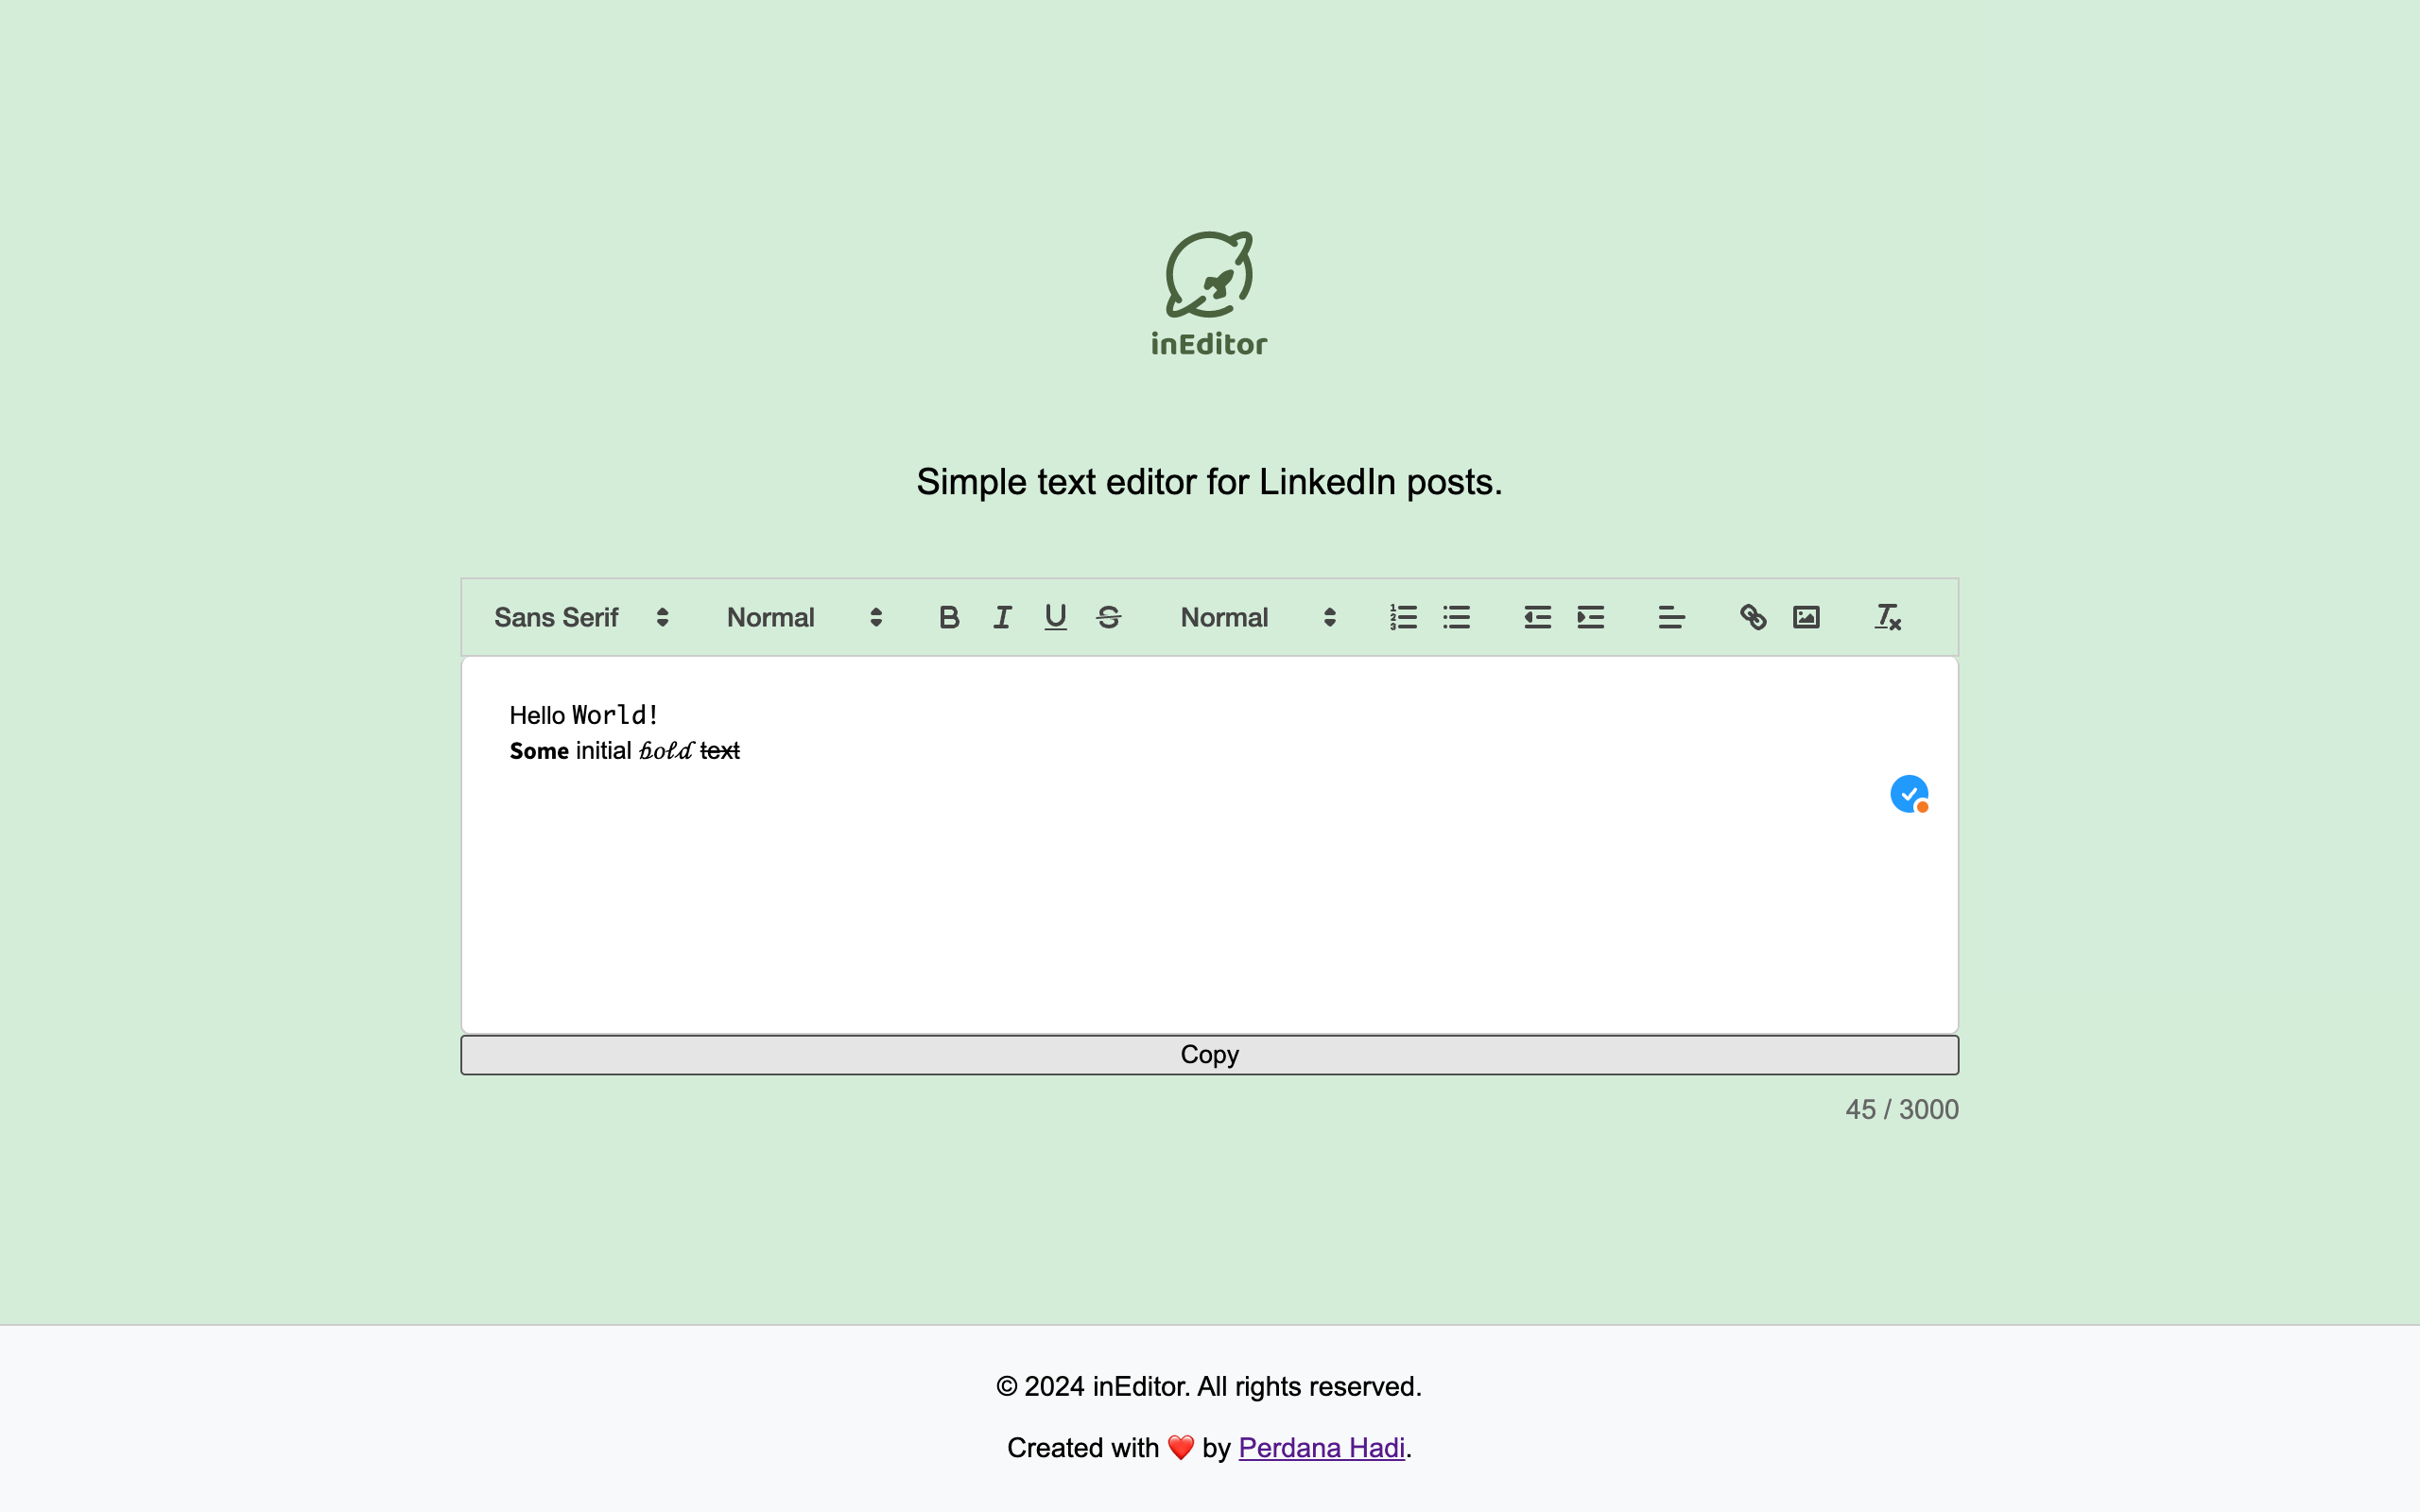 inEditor
Simple text editor for LinkedIn posts.
Sans Serif Normal B I U S Normal
Hello World!
Some initial bold text
Copy
45 / 3000
© 2024 inEditor. All rights reserved.
Created with ❤️ by Perdana Hadi.